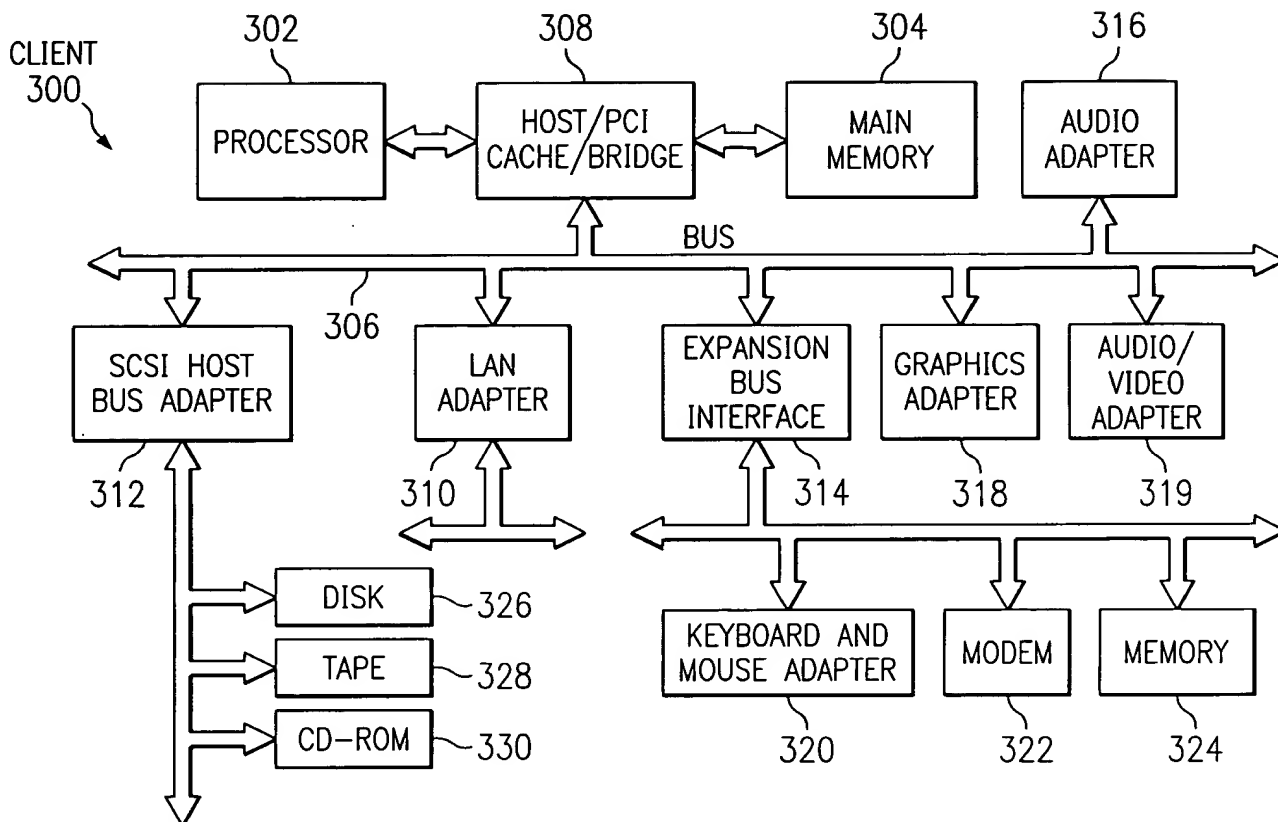 302
308
304
316
CLIENT
300
PROCESSOR
HOST/PCI
CACHE/BRIDGE
MAIN
MEMORY
AUDIO
ADAPTER
BUS
306
SCSI HOST
BUS ADAPTER
LAN
ADAPTER
EXPANSION
BUS
INTERFACE
GRAPHICS
ADAPTER
AUDIO/
VIDEO
ADAPTER
312
310
314
318
319
DISK
326
TAPE
328
CD-ROM
330
KEYBOARD AND
MOUSE ADAPTER
MODEM
MEMORY
320
322
324